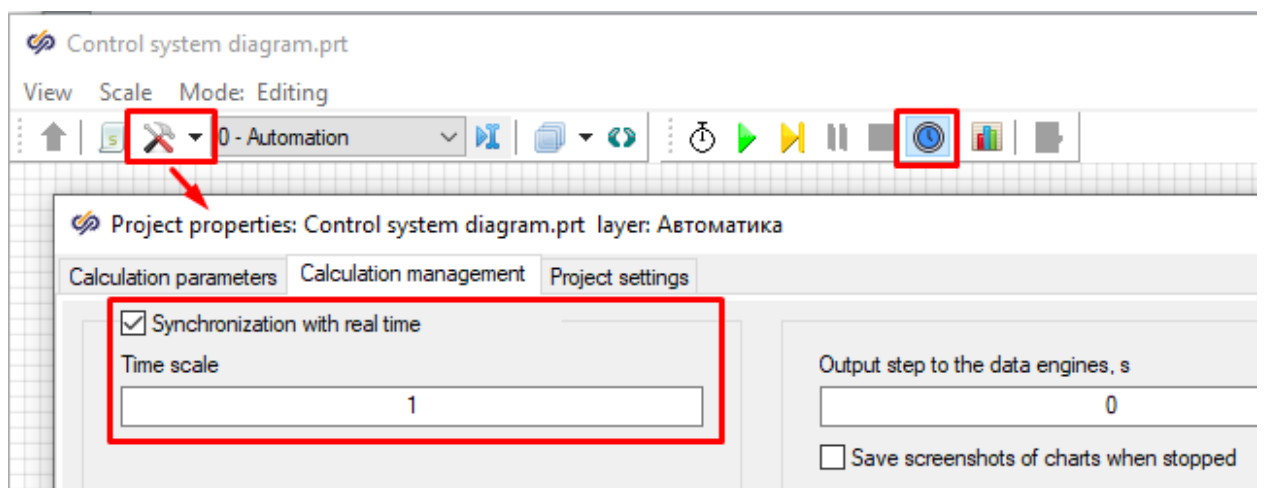 Control system diagram.prt
View Scale Mode: Editing
0 - Automation
Project properties: Control system diagram.prt layer: Автоматика
Calculation parameters Calculation management Project settings
Synchronization with real time
Time scale
Output step to the data engines, s
1
0
Save screenshots of charts when stopped